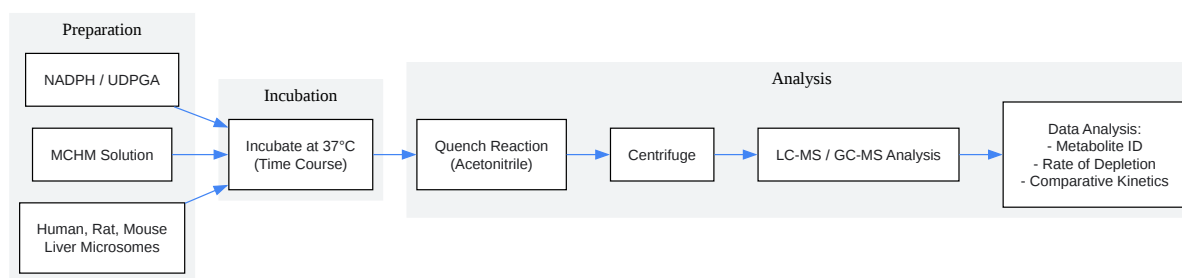 Preparation
NADPH / UDPGA
MCHM Solution
Human, Rat, Mouse
Liver Microsomes
Incubation
Incubate at 37°C
(Time Course)
Analysis
Quench Reaction
(Acetonitrile)
Centrifuge
LC-MS / GC-MS Analysis
Data Analysis:
- Metabolite ID
- Rate of Depletion
- Comparative Kinetics